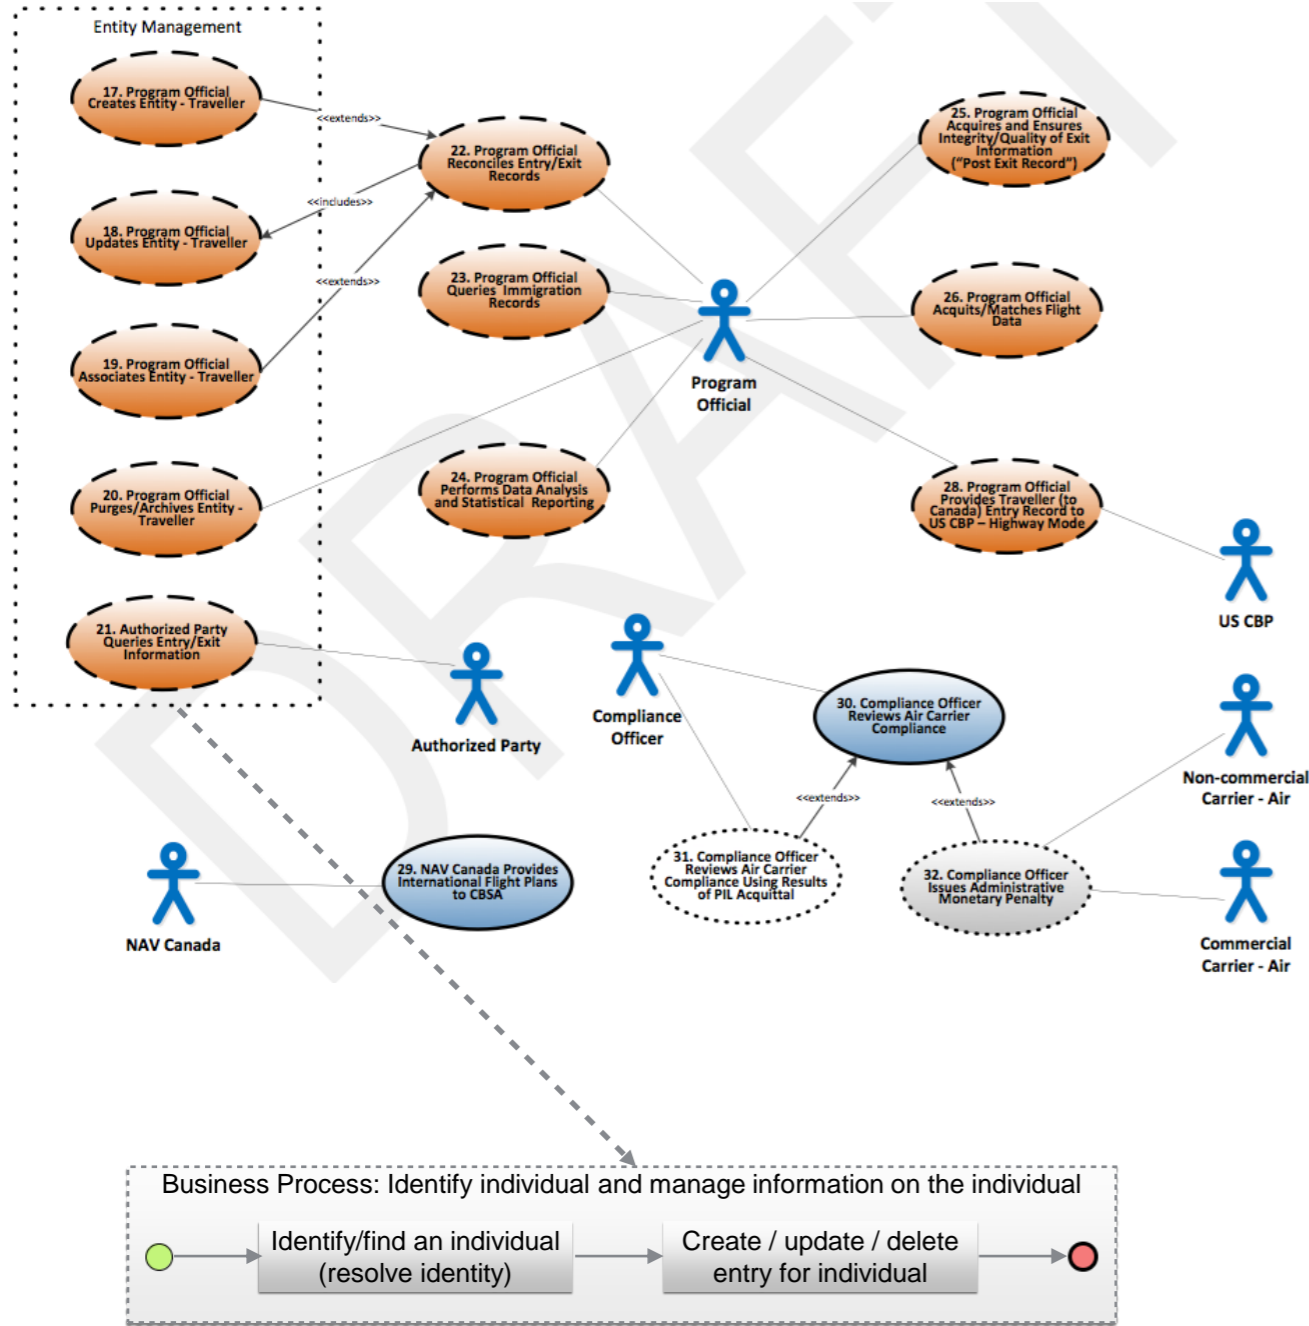 Entity Management
17. Program Official
Creates Entity - Traveller
<<extends>>
22. Program Official
Reconciles Entry/Exit
Records
25. Program Official
Acquires and Ensures
Integrity/Quality of Exit
Information
("Post Exit Record")
<<includes>>
18. Program Official
Updates Entity - Traveller
<<extends>>
23. Program Official
Queries Immigration
Records
26. Program Official
Acquits/Matches Flight
Data
19. Program Official
Associates Entity - Traveller
Program
Official
20. Program Official
Purges/Archives Entity -
Traveller
24. Program Official
Performs Data Analysis
and Statistical Reporting
28. Program Official
Provides Traveller (to
Canada) Entry Record to
US CBP – Highway Mode
US CBP
21. Authorized Party
Queries Entry/Exit
Information
Authorized Party
Compliance
Officer
30. Compliance Officer
Reviews Air Carrier
Compliance
Non-commercial
Carrier - Air
<<extends>>
<<extends>>
29. NAV Canada Provides
International Flight Plans
to CBSA
31. Compliance Officer
Reviews Air Carrier
Compliance Using Results
of PIL Acquittal
32. Compliance Officer
Issues Administrative
Monetary Penalty
NAV Canada
Commercial
Carrier - Air
DRAFT
Business Process: Identify individual and manage information on the individual
Identify/find an individual
(resolve identity)
Create / update / delete
entry for individual